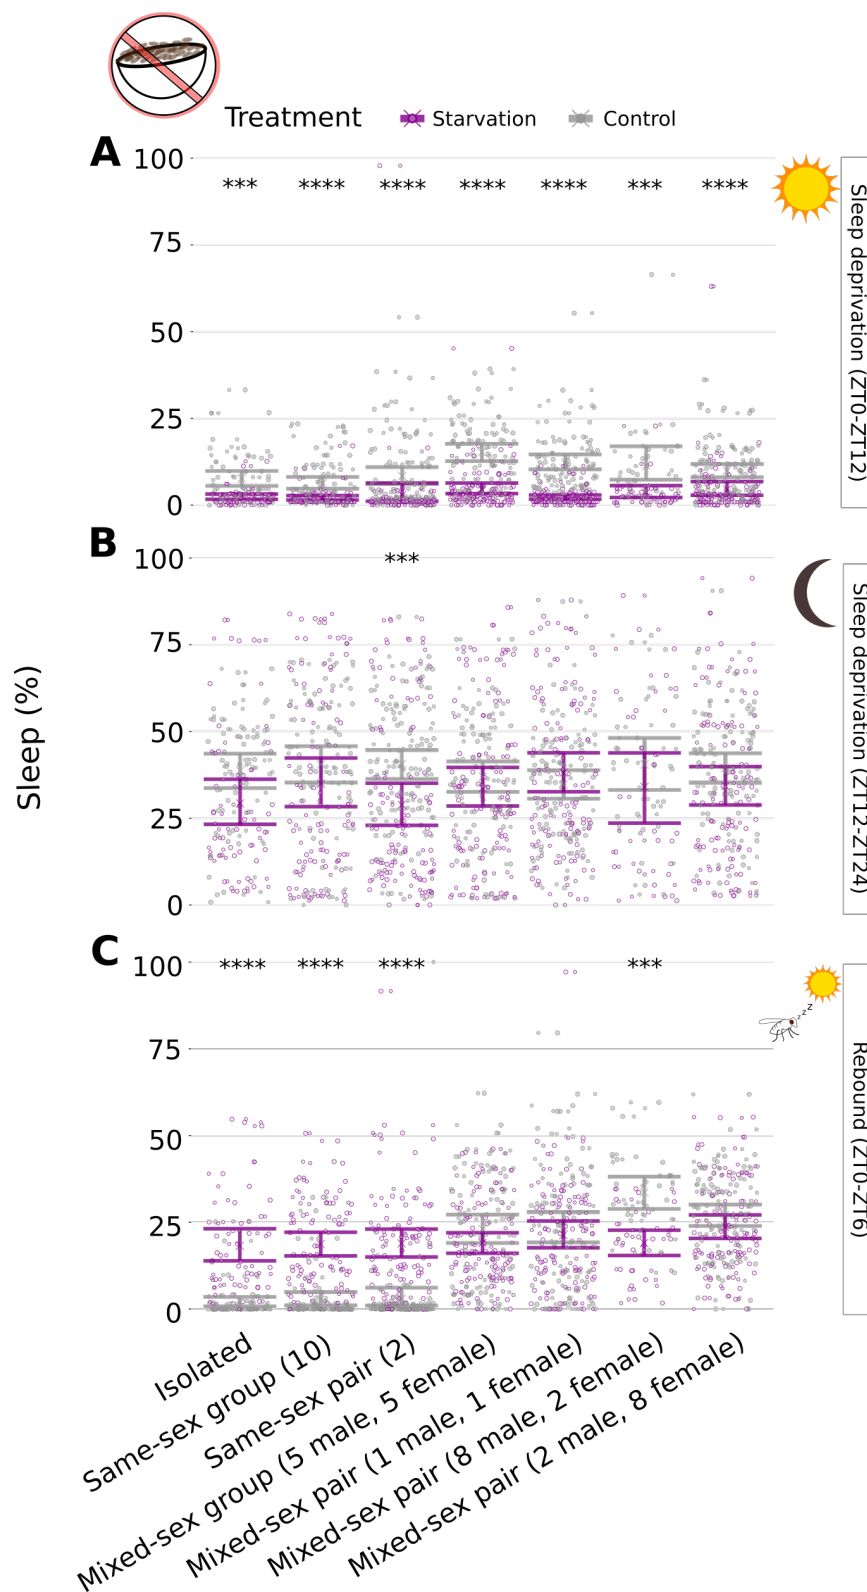 Treatment Starvation Control
A
100
*** **** **** **** **** *** ****
75
50
25
0
Sleep deprivation (ZT0-ZT12)
B
100
***
75
50
25
0
Sleep deprivation (ZT12-ZT24)
Sleep (%)
C
100
**** **** **** ***
z z z
75
50
25
0
Rebound (ZT0-ZT6)
Isolated
Same-sex group (10)
Same-sex pair (2)
Mixed-sex group (5 male, 5 female)
Mixed-sex pair (1 male, 1 female)
Mixed-sex pair (8 male, 2 female)
Mixed-sex pair (2 male, 8 female)